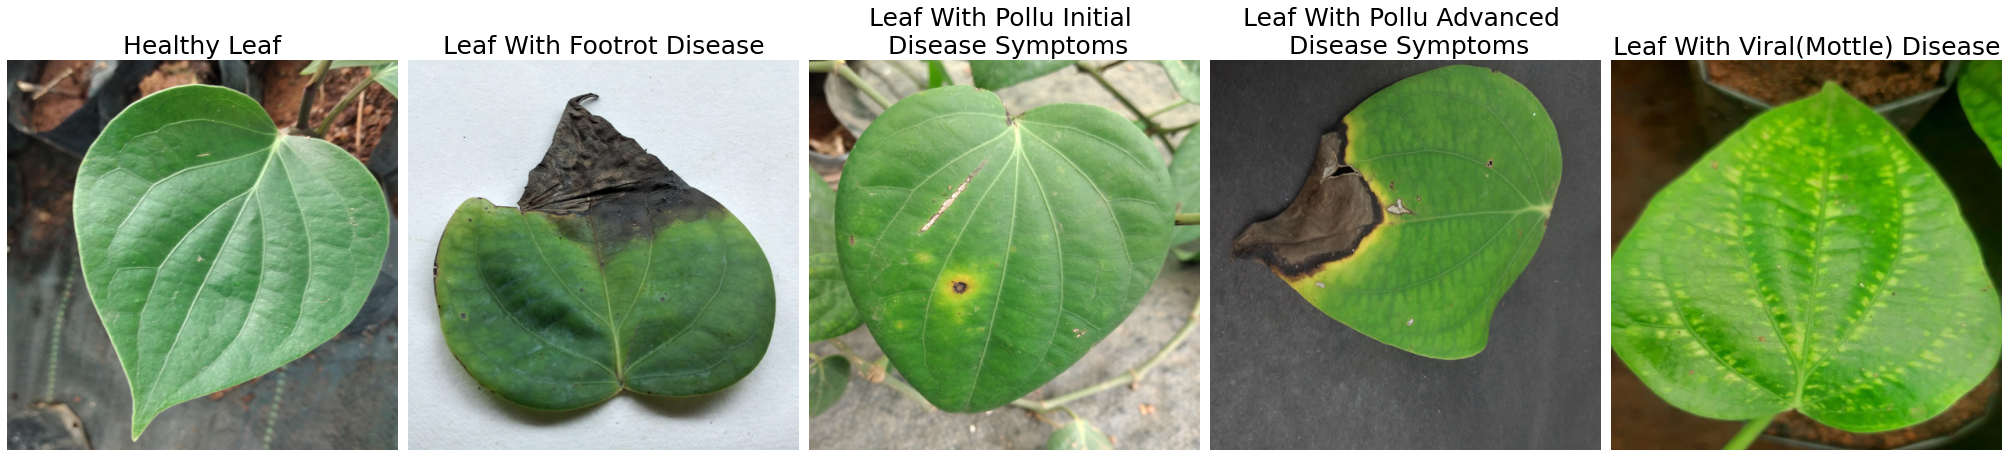 Healthy Leaf
Leaf With Footrot Disease
Leaf With Pollu Initial
Disease Symptoms
Leaf With Pollu Advanced
Disease Symptoms
Leaf With Viral(Mottle) Disease